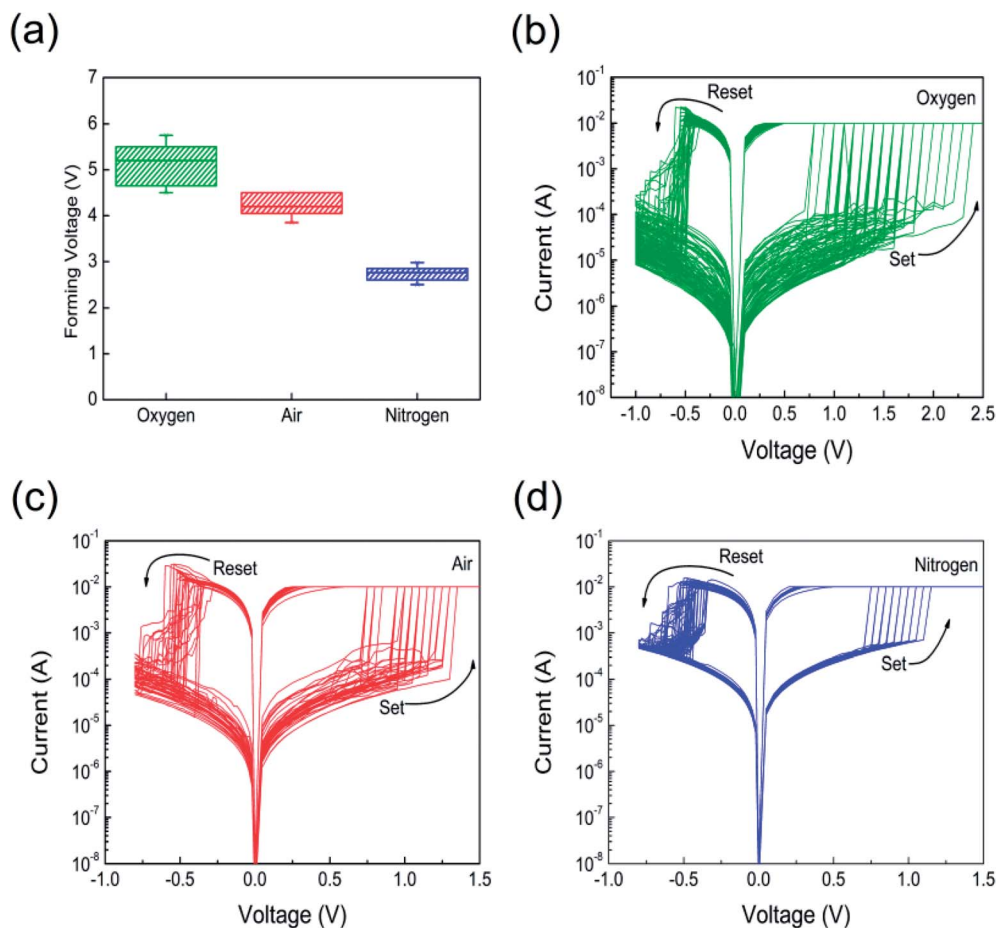 (a)
7
6
5
4
3
2
1
0
Forming Voltage (V)
Oxygen
Air
Nitrogen
(b)
10-1
10-2
10-3
10-4
10-5
10-6
10-7
10-8
Current (A)
Reset
Oxygen
Set
-1.0 -0.5 0.0 0.5 1.0 1.5 2.0 2.5
Voltage (V)
(c)
10-1
10-2
10-3
10-4
10-5
10-6
10-7
10-8
Current (A)
Reset
Air
Set
-1.0 -0.5 0.0 0.5 1.0 1.5
Voltage (V)
(d)
10-1
10-2
10-3
10-4
10-5
10-6
10-7
10-8
Current (A)
Reset
Nitrogen
Set
-1.0 -0.5 0.0 0.5 1.0 1.5
Voltage (V)